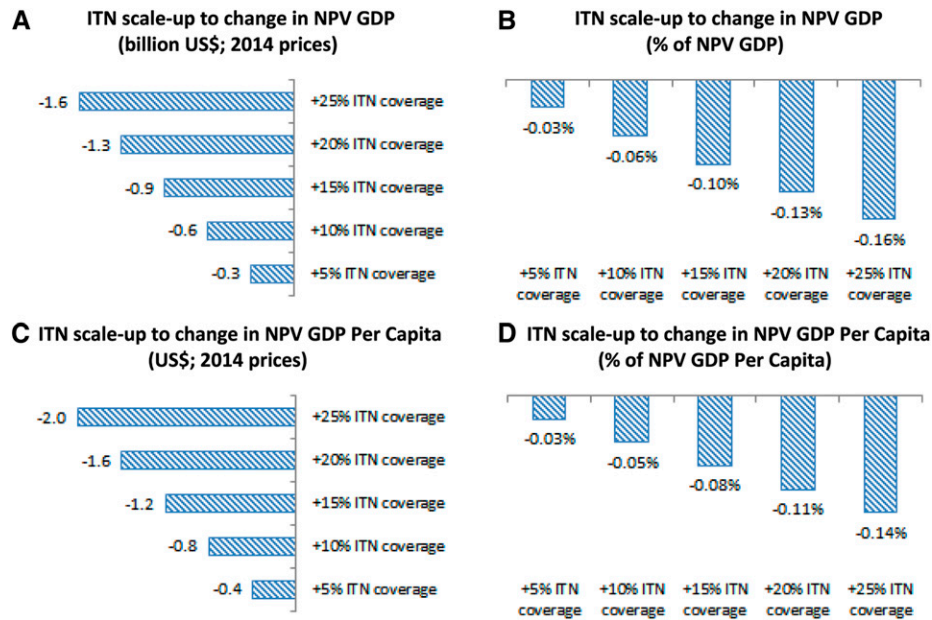 A ITN scale-up to change in NPV GDP
(billion US$; 2014 prices)
-1.6 +25% ITN coverage
-1.3 +20% ITN coverage
-0.9 +15% ITN coverage
-0.6 +10% ITN coverage
-0.3 +5% ITN coverage
B ITN scale-up to change in NPV GDP
(% of NPV GDP)
-0.03%
-0.06%
-0.10%
-0.13%
-0.16%
+5% ITN +10% ITN +15% ITN +20% ITN +25% ITN
coverage coverage coverage coverage coverage
C ITN scale-up to change in NPV GDP Per Capita
(US$; 2014 prices)
-2.0 +25% ITN coverage
-1.6 +20% ITN coverage
-1.2 +15% ITN coverage
-0.8 +10% ITN coverage
-0.4 +5% ITN coverage
D ITN scale-up to change in NPV GDP Per Capita
(% of NPV GDP Per Capita)
-0.03%
-0.05%
-0.08%
-0.11%
-0.14%
+5% ITN +10% ITN +15% ITN +20% ITN +25% ITN
coverage coverage coverage coverage coverage